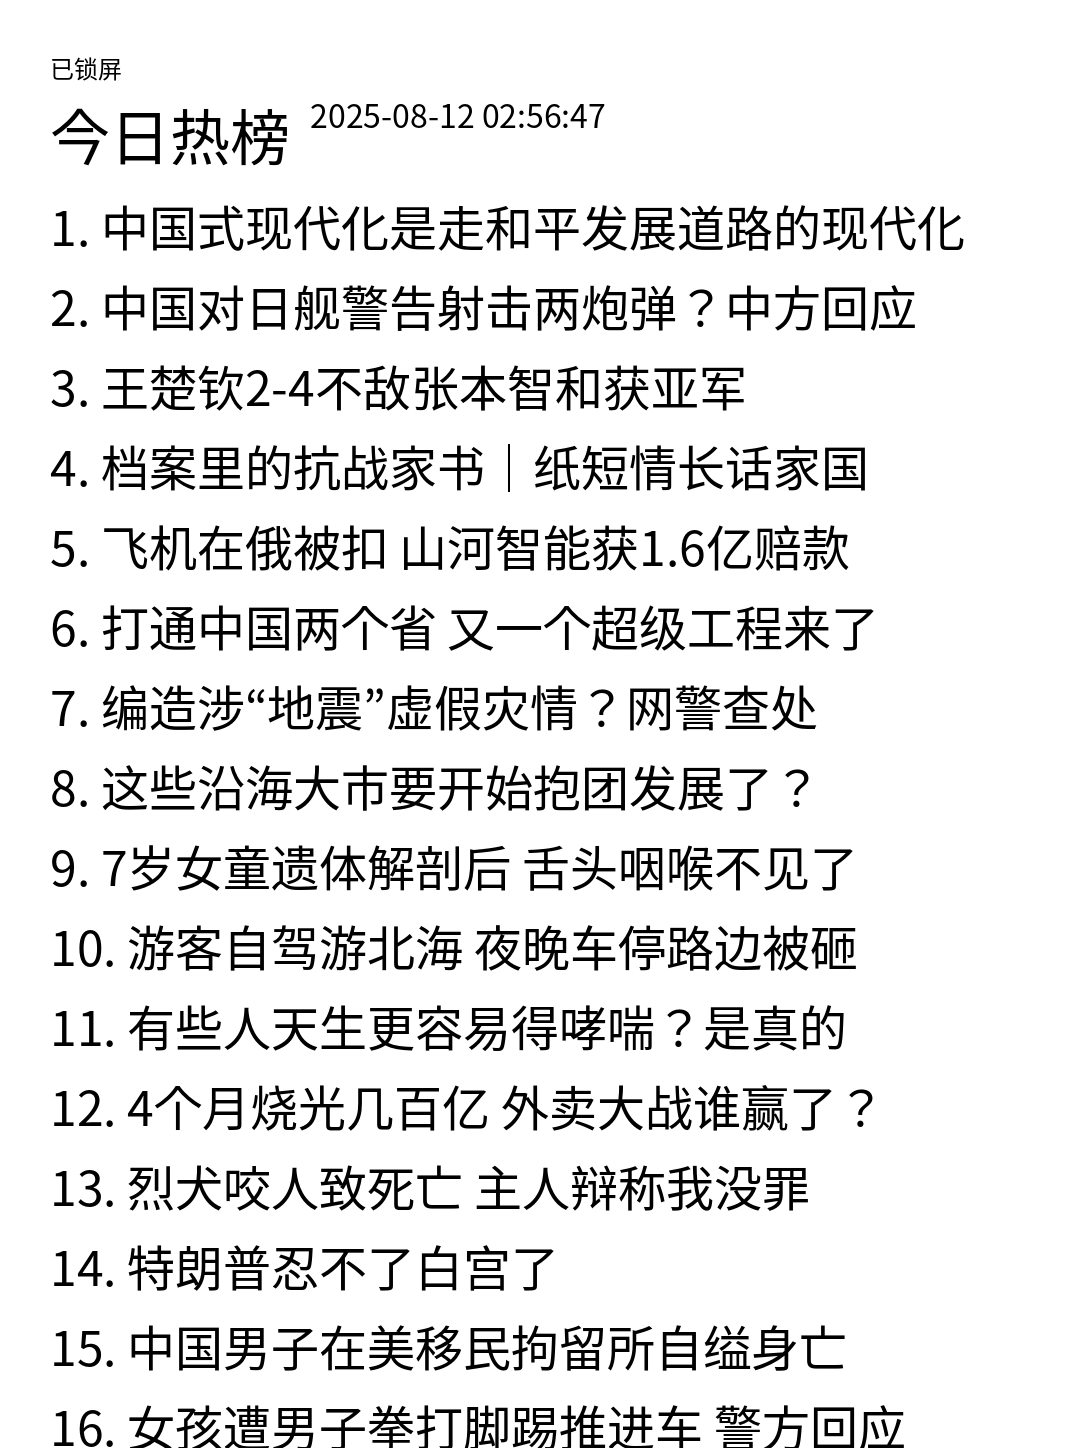 已锁屏
今日热榜 2025-08-12 02:56:47
1. 中国式现代化是走和平发展道路的现代化
2. 中国对日舰警告射击两炮弹？中方回应
3. 王楚钦2-4不敌张本智和获亚军
4. 档案里的抗战家书｜纸短情长话家国
5. 飞机在俄被扣 山河智能获1.6亿赔款
6. 打通中国两个省 又一个超级工程来了
7. 编造涉“地震”虚假灾情？网警查处
8. 这些沿海大市要开始抱团发展了？
9. 7岁女童遗体解剖后 舌头咽喉不见了
10. 游客自驾游北海 夜晚车停路边被砸
11. 有些人天生更容易得哮喘？是真的
12. 4个月烧光几百亿 外卖大战谁赢了？
13. 烈犬咬人致死亡 主人辩称我没罪
14. 特朗普忍不了白宫了
15. 中国男子在美移民拘留所自缢身亡
16. 女孩遭男子拳打脚踢推进车 警方回应